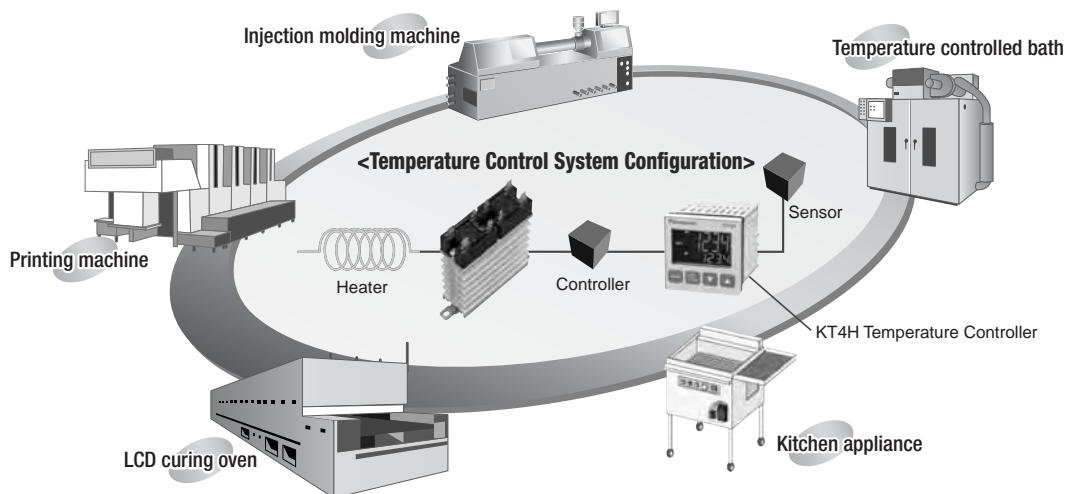 Injection molding machine
Temperature controlled bath
<Temperature Control System Configuration>
Sensor
Printing machine
Heater
Controller
KT4H Temperature Controller
LCD curing oven
Kitchen appliance